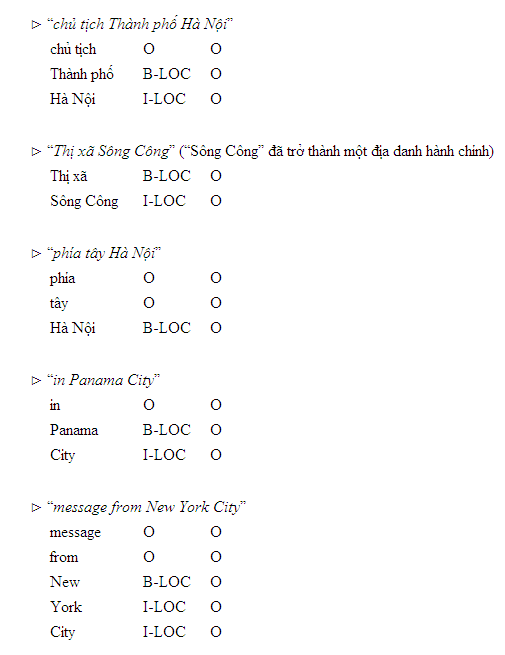 ▷ “chủ tịch Thành phố Hà Nội”
chủ tịch O O
Thành phố B-LOC O
Hà Nội I-LOC O
▷ “Thị xã Sông Công” (“Sông Công” đã trở thành một địa danh hành chính)
Thị xã B-LOC O
Sông Công I-LOC O
▷ “phía tây Hà Nội”
phía O O
tây O O
Hà Nội B-LOC O
▷ “in Panama City”
in O O
Panama B-LOC O
City I-LOC O
▷ “message from New York City”
message O O
from O O
New B-LOC O
York I-LOC O
City I-LOC O